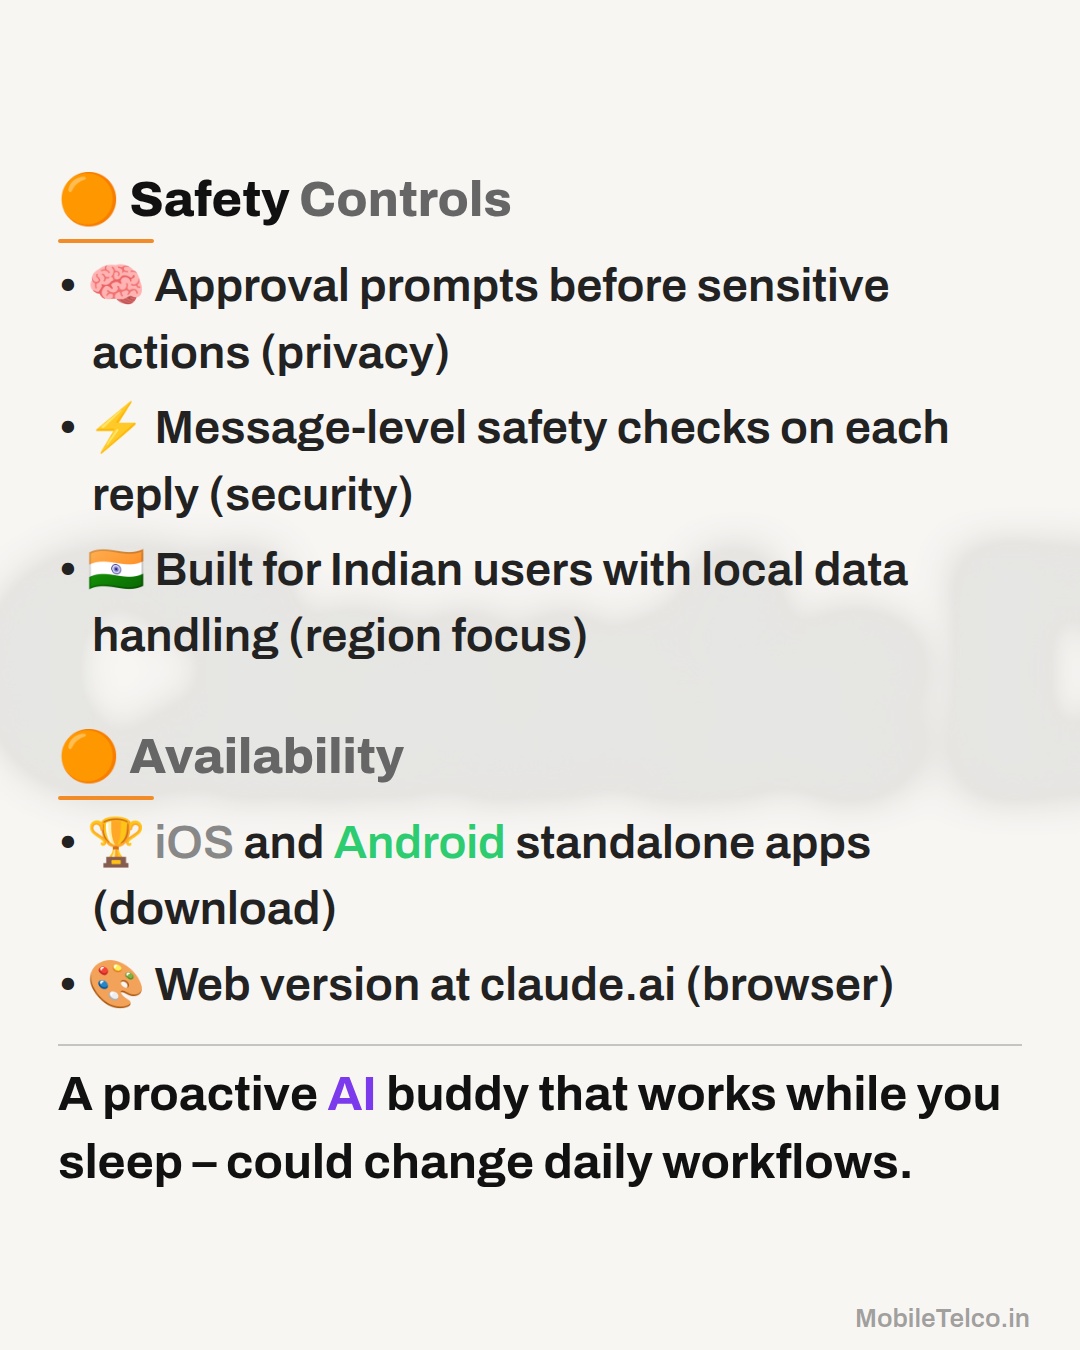 🟠 Safety Controls
• 🧠 Approval prompts before sensitive
actions (privacy)
• ⚡ Message-level safety checks on each
reply (security)
• 🇮🇳 Built for Indian users with local data
handling (region focus)
🟠 Availability
• 🏆 iOS and Android standalone apps
(download)
• 🎨 Web version at claude.ai (browser)
A proactive AI buddy that works while you
sleep – could change daily workflows.
MobileTelco.in